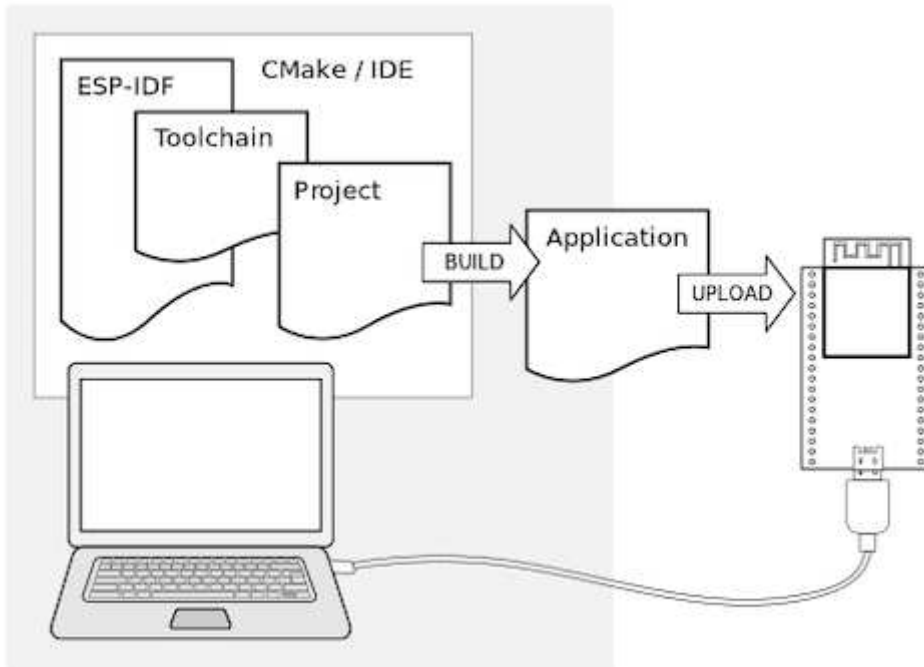 ESP-IDF
CMake / IDE
Toolchain
Project
BUILD
Application
UPLOAD